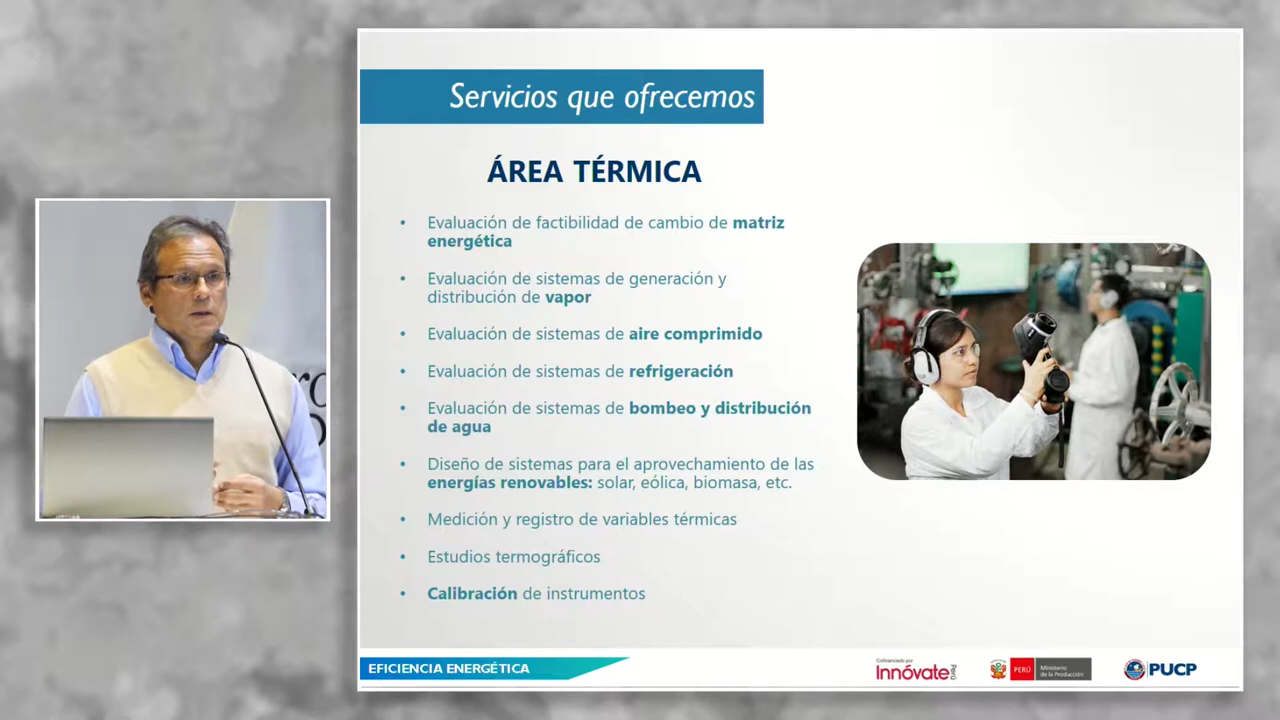 Servicios que ofrecemos
ÁREA TÉRMICA
• Evaluación de factibilidad de cambio de matriz
energética
• Evaluación de sistemas de generación y
distribución de vapor
• Evaluación de sistemas de aire comprimido
• Evaluación de sistemas de refrigeración
• Evaluación de sistemas de bombeo y distribución
de agua
• Diseño de sistemas para el aprovechamiento de las
energías renovables: solar, eólica, biomasa, etc.
• Medición y registro de variables térmicas
• Estudios termográficos
• Calibración de instrumentos
EFICIENCIA ENERGÉTICA
Cofinanciado por
Innóvate Perú
PERÚ
Ministerio
de la Producción
PUCP